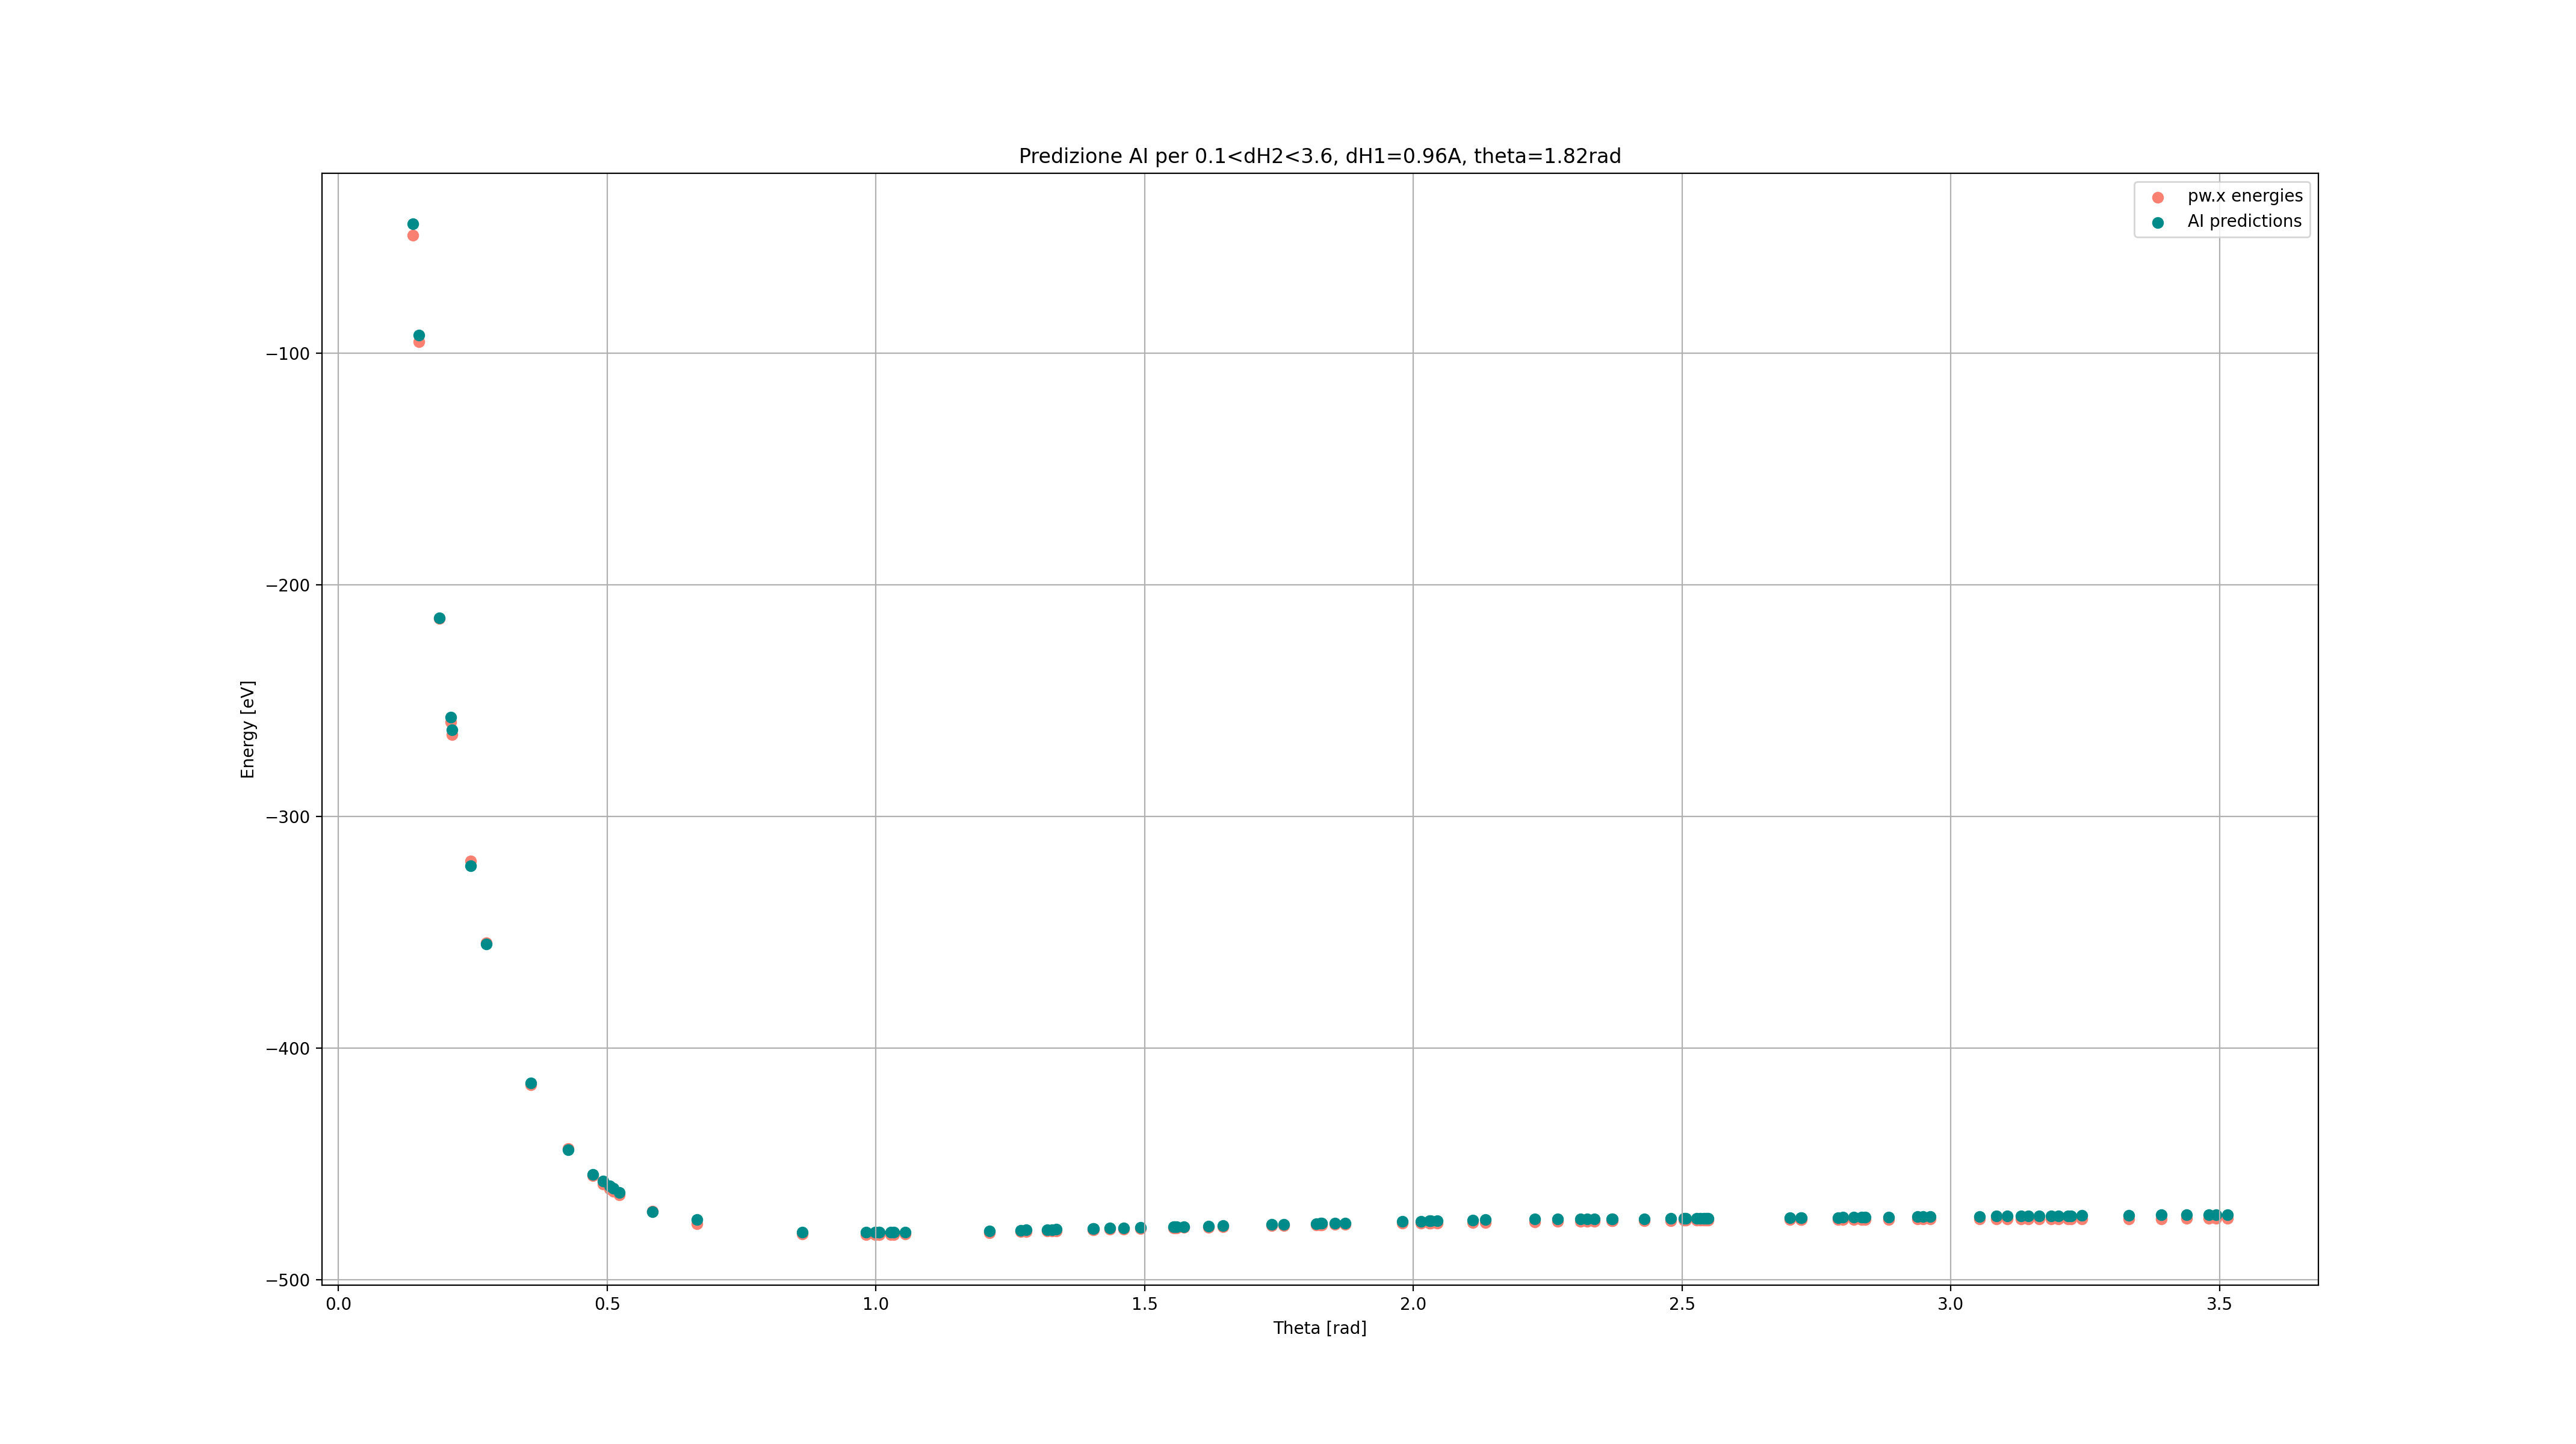 Predizione AI per 0.1<dH2<3.6, dH1=0.96A, theta=1.82rad
pw.x energies
AI predictions
−100
−200
−300
−400
−500
Energy [eV]
0.0 0.5 1.0 1.5 2.0 2.5 3.0 3.5
Theta [rad]